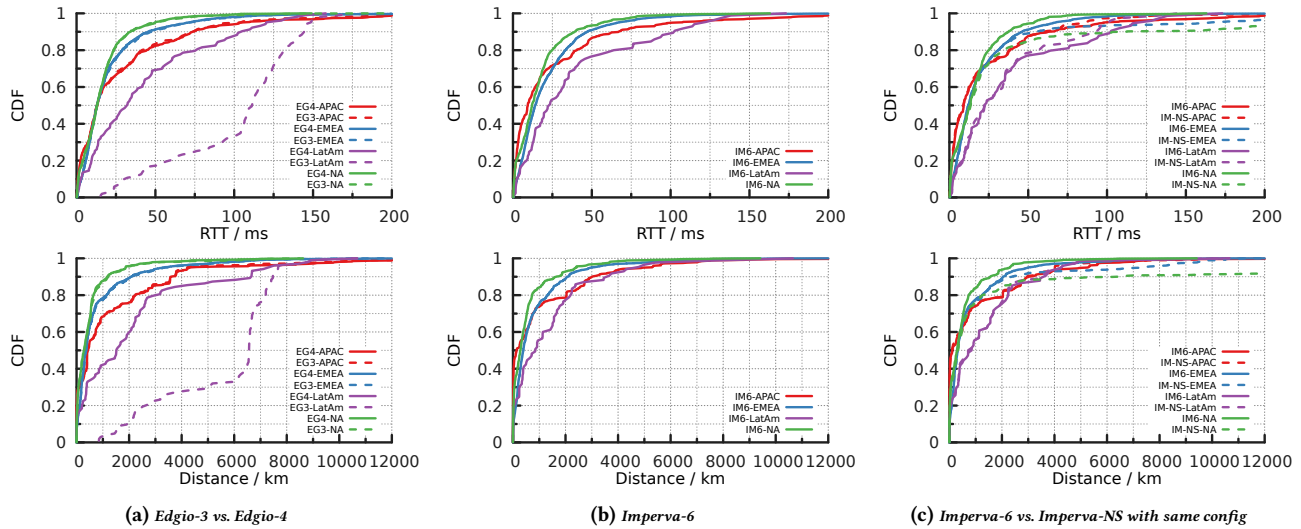 1
0.8
0.6
0.4
0.2
0
CDF
0 50 100 150 200
RTT / ms
EG4-APAC
EG3-APAC
EG4-EMEA
EG3-EMEA
EG4-LatAm
EG3-LatAm
EG4-NA
EG3-NA
1
0.8
0.6
0.4
0.2
0
CDF
0 50 100 150 200
RTT / ms
IM6-APAC
IM6-EMEA
IM6-LatAm
IM6-NA
1
0.8
0.6
0.4
0.2
0
CDF
0 50 100 150 200
RTT / ms
IM6-APAC
IM-NS-APAC
IM6-EMEA
IM-NS-EMEA
IM6-LatAm
IM-NS-LatAm
IM6-NA
IM-NS-NA
1
0.8
0.6
0.4
0.2
0
CDF
0 2000 4000 6000 8000 10000 12000
Distance / km
EG4-APAC
EG3-APAC
EG4-EMEA
EG3-EMEA
EG4-LatAm
EG3-LatAm
EG4-NA
EG3-NA
1
0.8
0.6
0.4
0.2
0
CDF
0 2000 4000 6000 8000 10000 12000
Distance / km
IM6-APAC
IM6-EMEA
IM6-LatAm
IM6-NA
1
0.8
0.6
0.4
0.2
0
CDF
0 2000 4000 6000 8000 10000 12000
Distance / km
IM6-APAC
IM-NS-APAC
IM6-EMEA
IM-NS-EMEA
IM6-LatAm
IM-NS-LatAm
IM6-NA
IM-NS-NA
(a) Edgio-3 vs. Edgio-4
(b) Imperva-6
(c) Imperva-6 vs. Imperva-NS with same config